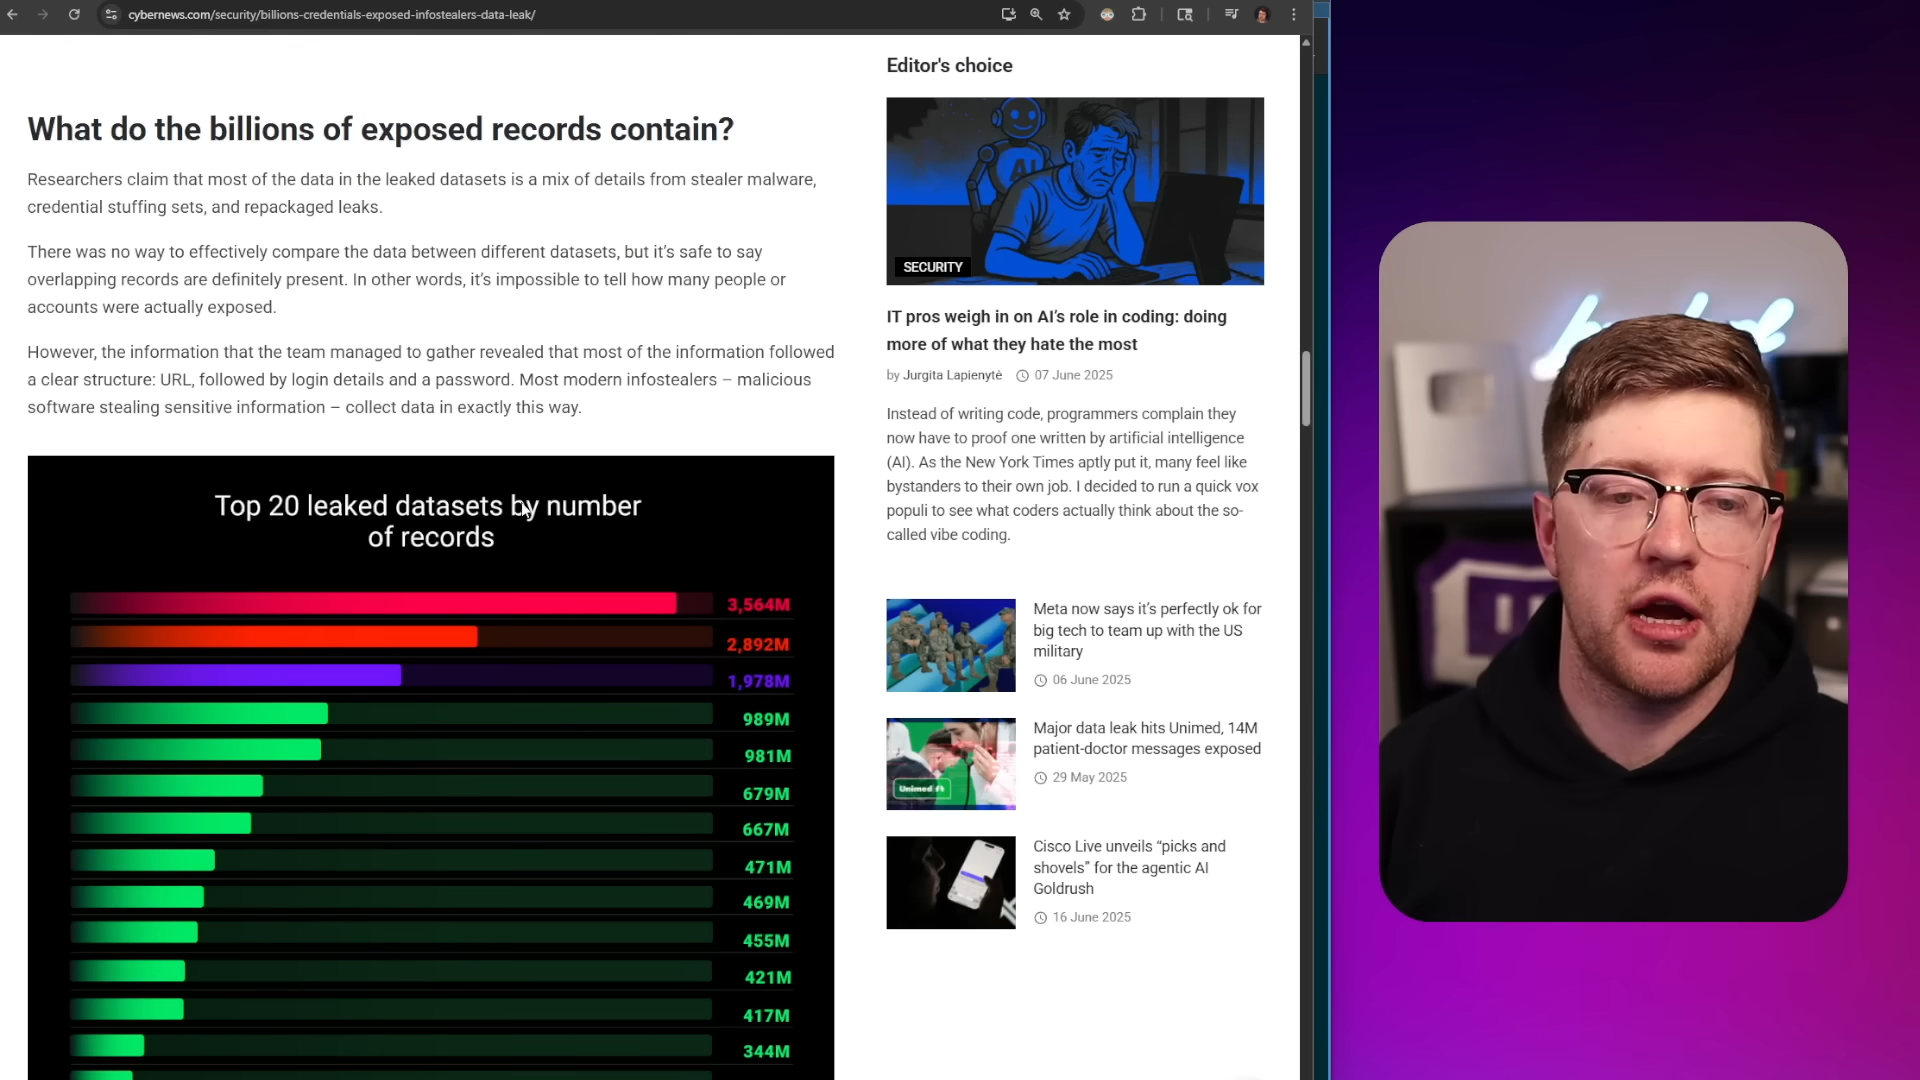 cybernews.com/security/billions-credentials-exposed-infostealers-data-leak/
What do the billions of exposed records contain?
Researchers claim that most of the data in the leaked datasets is a mix of details from stealer malware,
credential stuffing sets, and repackaged leaks.
There was no way to effectively compare the data between different datasets, but it’s safe to say
overlapping records are definitely present. In other words, it’s impossible to tell how many people or
accounts were actually exposed.
However, the information that the team managed to gather revealed that most of the information followed
a clear structure: URL, followed by login details and a password. Most modern infostealers – malicious
software stealing sensitive information – collect data in exactly this way.
Top 20 leaked datasets by number
of records
3,564M
2,892M
1,978M
989M
981M
679M
667M
471M
469M
455M
421M
417M
344M
Editor's choice
AI
SECURITY
IT pros weigh in on AI’s role in coding: doing
more of what they hate the most
by Jurgita Lapienytė 07 June 2025
Instead of writing code, programmers complain they
now have to proof one written by artificial intelligence
(AI). As the New York Times aptly put it, many feel like
bystanders to their own job. I decided to run a quick vox
populi to see what coders actually think about the so-
called vibe coding.
Meta now says it’s perfectly ok for
big tech to team up with the US
military
06 June 2025
Unimed
Major data leak hits Unimed, 14M
patient-doctor messages exposed
29 May 2025
Cisco Live unveils “picks and
shovels” for the agentic AI
Goldrush
16 June 2025